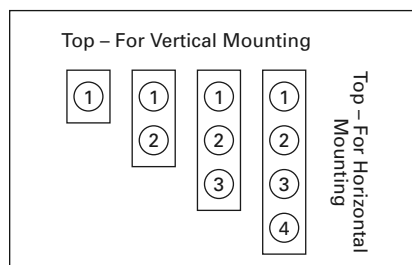 Top – For Vertical Mounting
1 1 1 1
2 2 2
3 3
4
Top – For Horizontal
Mounting